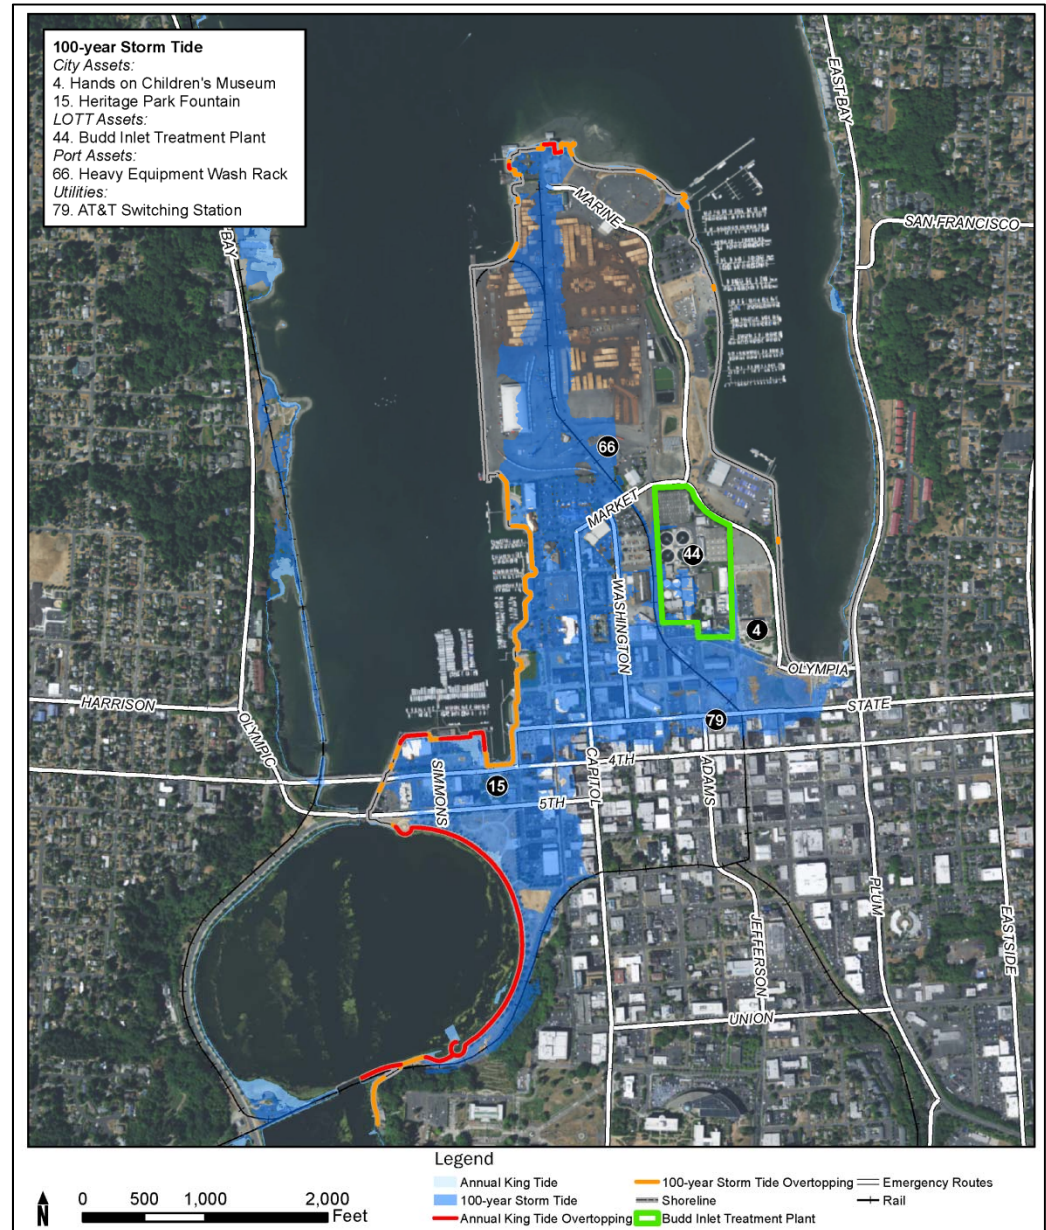 100-year Storm Tide
City Assets:
4. Hands on Children's Museum
15. Heritage Park Fountain
LOTT Assets:
44. Budd Inlet Treatment Plant
Port Assets:
66. Heavy Equipment Wash Rack
Utilities:
79. AT&T Switching Station
EAST BAY
BAY
MARINE
SAN FRANCISCO
66
MARKET
44
WASHINGTON
4
OLYMPIA
HARRISON
STATE
79
OLYMPIC
4TH
SIMMONS
CAPITOL
ADAMS
15
5TH
PLUM
JEFFERSON
EASTSIDE
UNION
Legend
Annual King Tide
100-year Storm Tide
Annual King Tide Overtopping
100-year Storm Tide Overtopping
Shoreline
Budd Inlet Treatment Plant
Emergency Routes
Rail
N
0 500 1,000 2,000
Feet